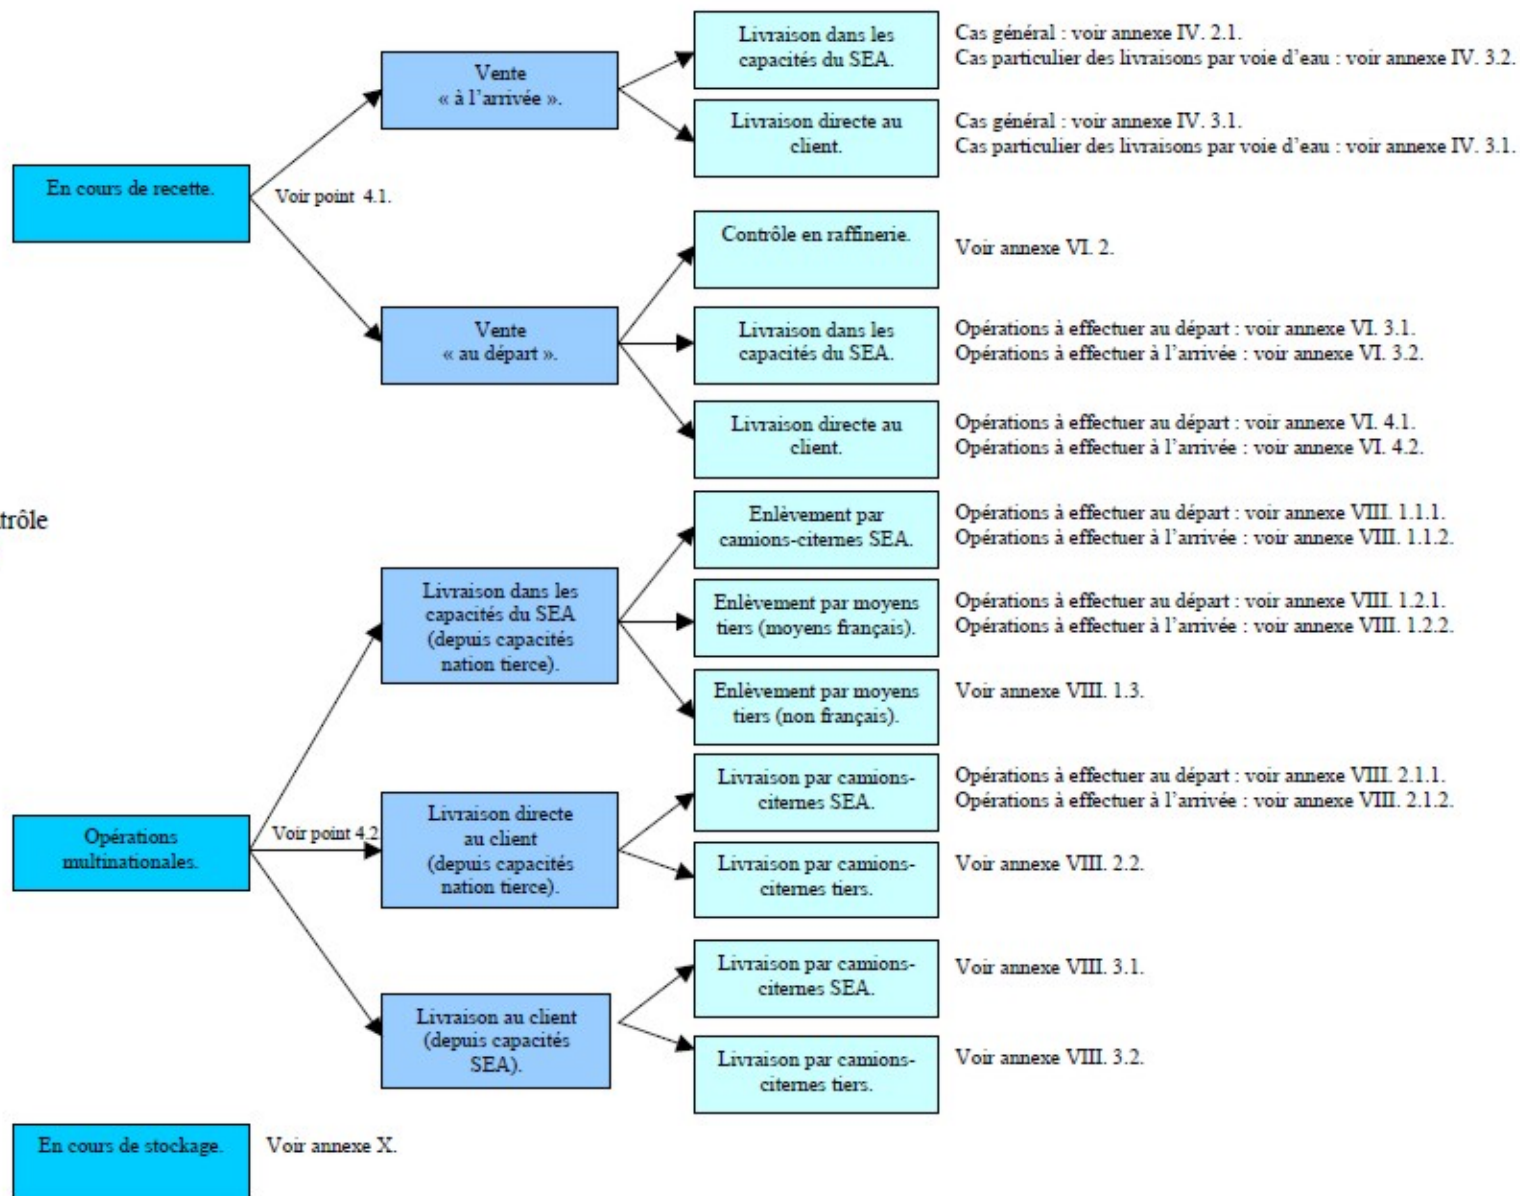 Livraison dans les
capacités du SEA.
Cas général : voir annexe IV. 2.1.
Cas particulier des livraisons par voie d'eau : voir annexe IV. 3.2.
Vente
« à l'arrivée ».
Livraison directe au
client.
Cas général : voir annexe IV. 3.1.
Cas particulier des livraisons par voie d'eau : voir annexe IV. 3.1.
En cours de recette.
Voir point 4.1.
Contrôle en raffinerie.
Voir annexe VI. 2.
Vente
« au départ ».
Livraison dans les
capacités du SEA.
Opérations à effectuer au départ : voir annexe VI. 3.1.
Opérations à effectuer à l'arrivée : voir annexe VI. 3.2.
Livraison directe au
client.
Opérations à effectuer au départ : voir annexe VI. 4.1.
Opérations à effectuer à l'arrivée : voir annexe VI. 4.2.
trôle
Enlèvement par
camions-citernes SEA.
Opérations à effectuer au départ : voir annexe VIII. 1.1.1.
Opérations à effectuer à l'arrivée : voir annexe VIII. 1.1.2.
Livraison dans les
capacités du SEA
(depuis capacités
nation tierce).
Enlèvement par moyens
tiers (moyens français).
Opérations à effectuer au départ : voir annexe VIII. 1.2.1.
Opérations à effectuer à l'arrivée : voir annexe VIII. 1.2.2.
Enlèvement par moyens
tiers (non français).
Voir annexe VIII. 1.3.
Livraison par camions-
citernes SEA.
Opérations à effectuer au départ : voir annexe VIII. 2.1.1.
Opérations à effectuer à l'arrivée : voir annexe VIII. 2.1.2.
Opérations
multinationales.
Voir point 4.2
Livraison directe
au client
(depuis capacités
nation tierce).
Livraison par camions-
citernes tiers.
Voir annexe VIII. 2.2.
Livraison par camions-
citernes SEA.
Voir annexe VIII. 3.1.
Livraison au client
(depuis capacités
SEA).
Livraison par camions-
citernes tiers.
Voir annexe VIII. 3.2.
En cours de stockage.
Voir annexe X.